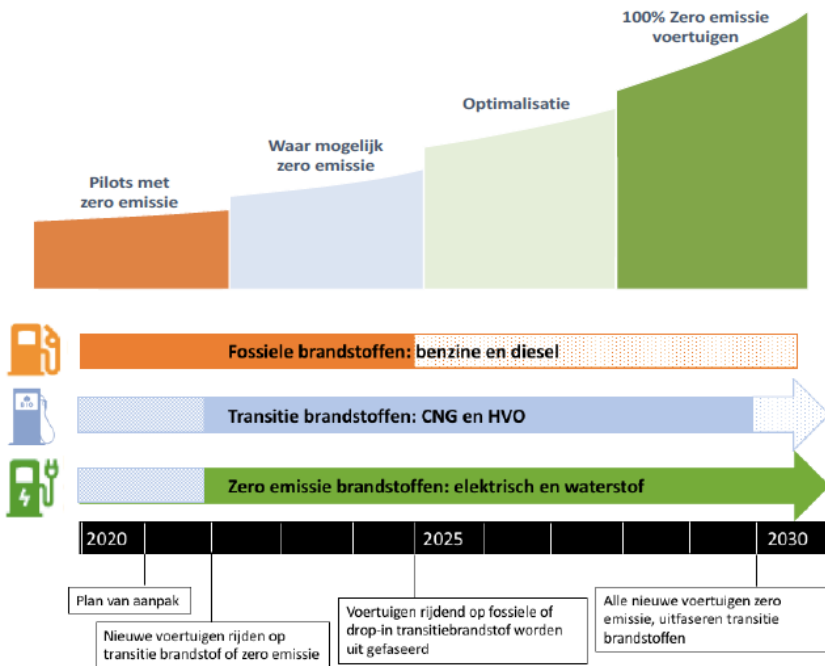 100% Zero emissie
voertuigen
Optimalisatie
Waar mogelijk
zero emissie
Pilots met
zero emissie
Fossiele brandstoffen: benzine en diesel
BIO
Transitie brandstoffen: CNG en HVO
Zero emissie brandstoffen: elektrisch en waterstof
2020
2025
2030
Plan van aanpak
Nieuwe voertuigen rijden op
transitie brandstof of zero emissie
Voertuigen rijdend op fossiele of
drop-in transitiebrandstof worden
uit gefaseerd
Alle nieuwe voertuigen zero
emissie, uitfaseren transitie
brandstoffen